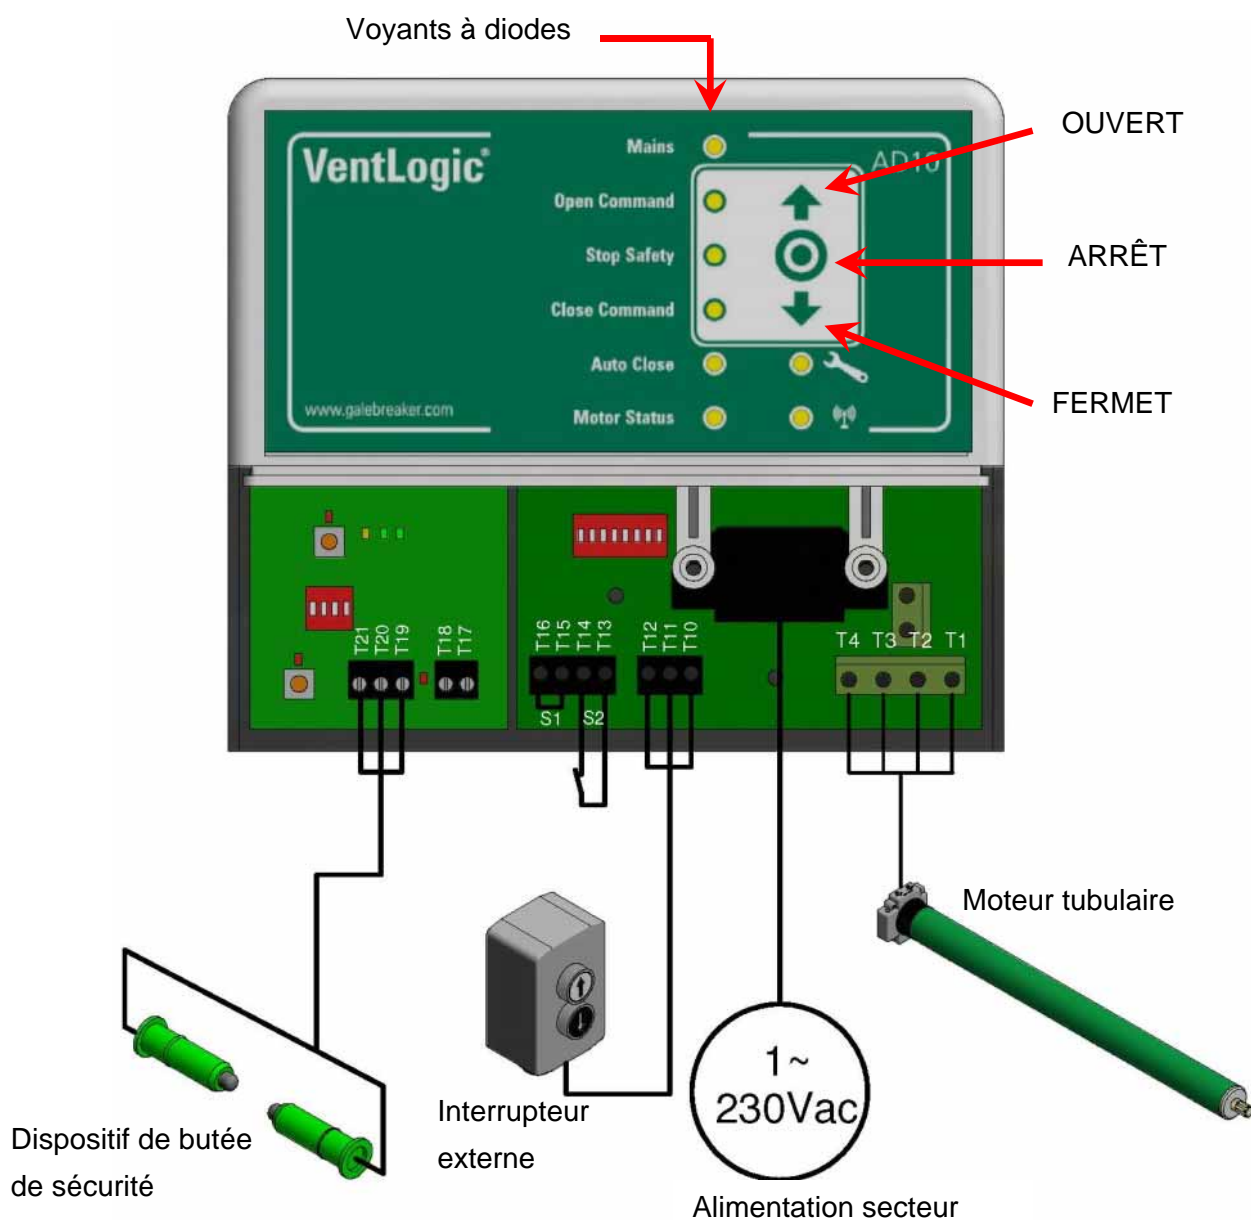 Voyants à diodes
OUVERT
Mains
VentLogic®
AD10
Open Command
Stop Safety
ARRÊT
Close Command
Auto Close
FERMET
www.galebreaker.com
Motor Status
T21 T20 T19 T18 T17
T16 T15 T14 T13 T12 T11 T10
T4 T3 T2 T1
S1 S2
Moteur tubulaire
1~
230Vac
Interrupteur
externe
Dispositif de butée
de sécurité
Alimentation secteur